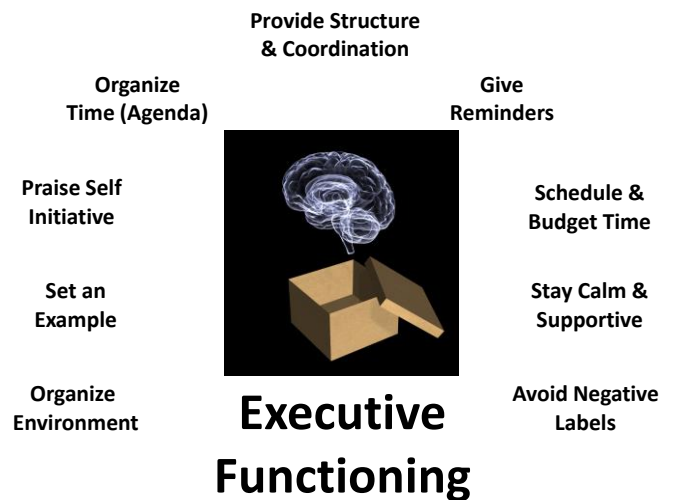 Provide Structure
& Coordination
Organize
Time (Agenda)
Give
Reminders
Praise Self
Initiative
Schedule &
Budget Time
Set an
Example
Stay Calm &
Supportive
Organize
Environment
Avoid Negative
Labels
Executive
Functioning